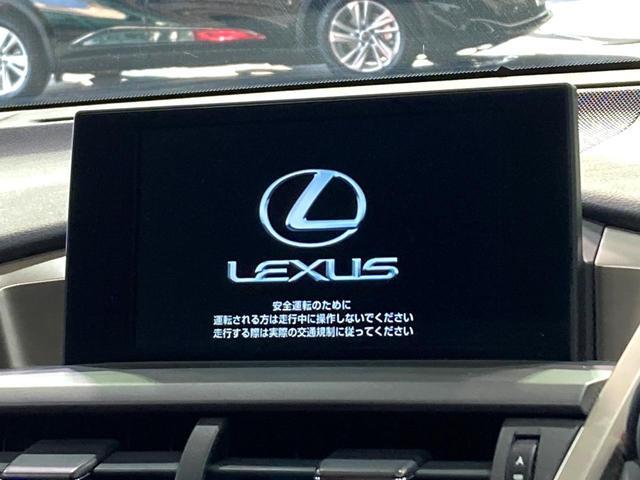 LEXUS
安全運転のために
運転される方は走行中に操作しないでください
走行する際は実際の交通規制に従ってください
A